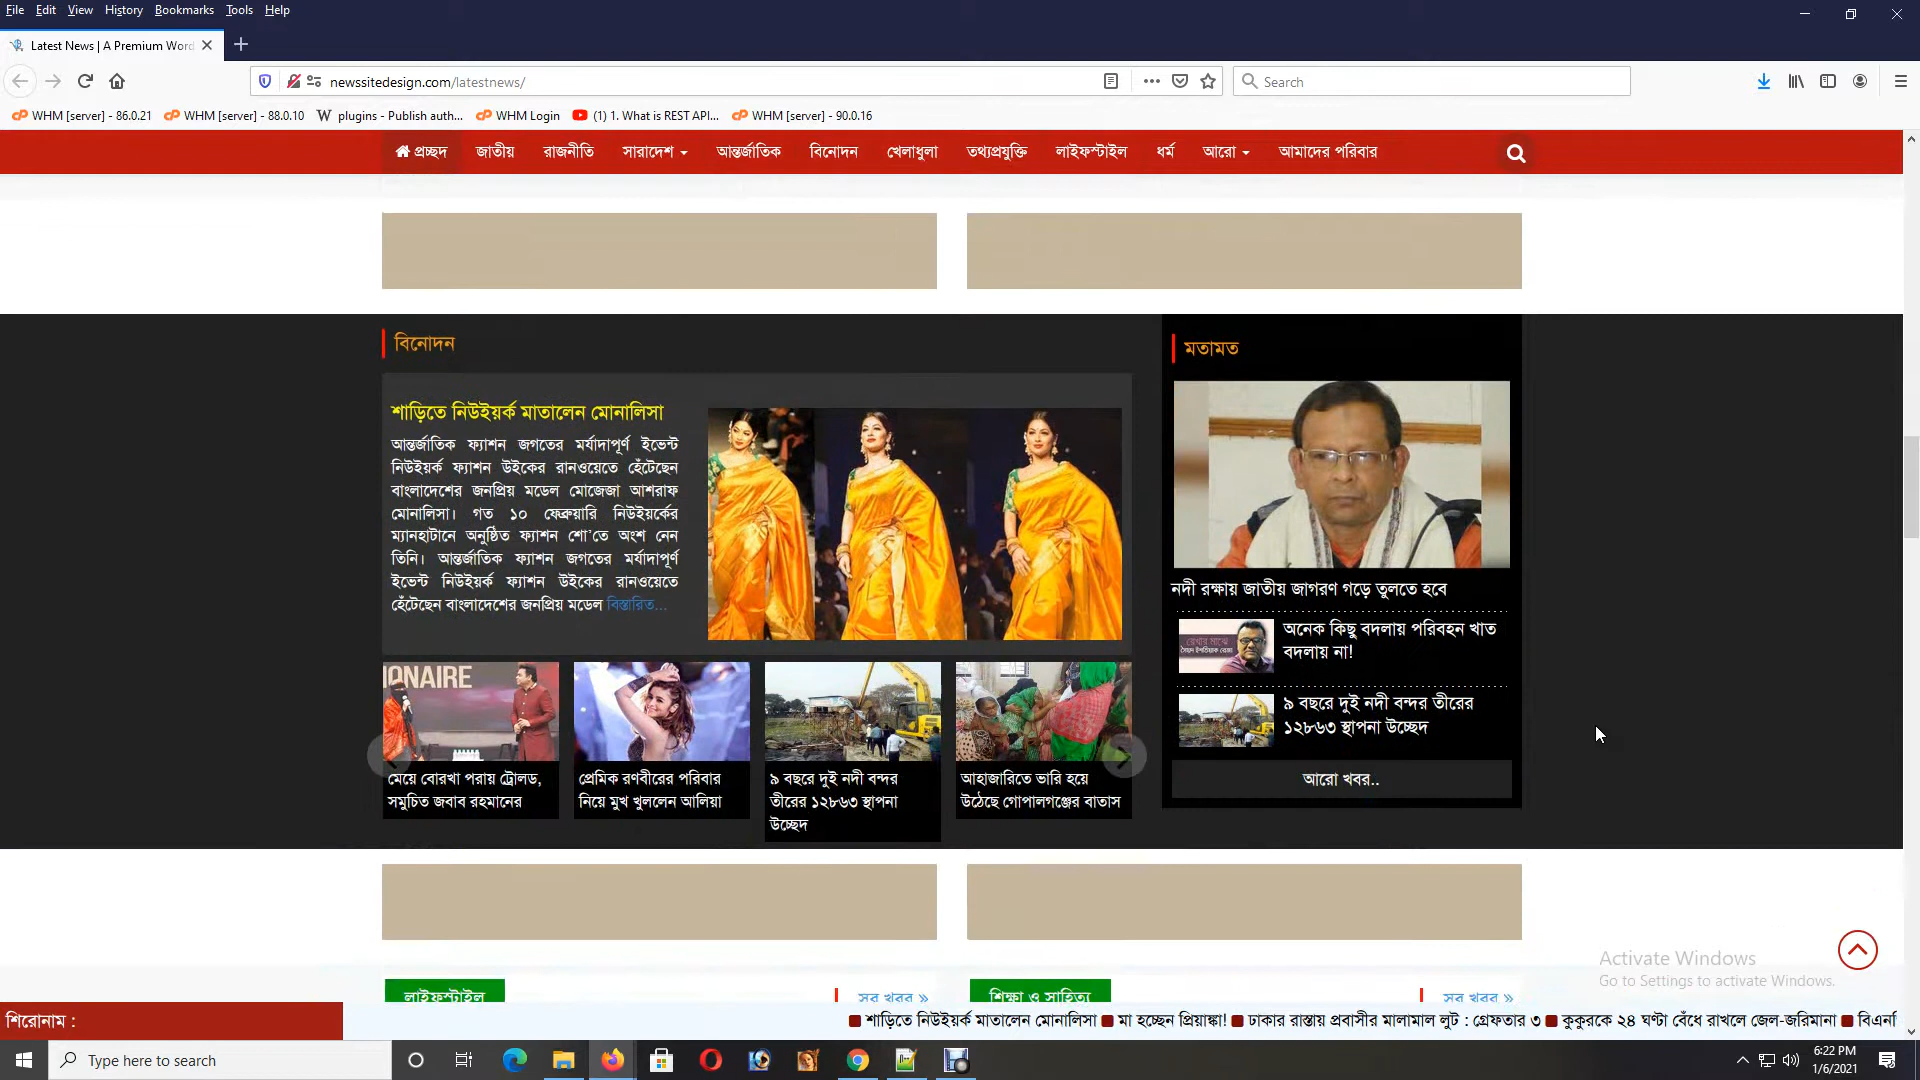 File Edit View History Bookmarks Tools Help
Latest News | A Premium Word
newssitedesign.com/latestnews/
Search
WHM [server] - 86.0.21 WHM [server] - 88.0.10 plugins - Publish auth... WHM Login (1) 1. What is REST API... WHM [server] - 90.0.16
প্রচ্ছদ জাতীয় রাজনীতি সারাদেশ আন্তর্জাতিক বিনোদন খেলাধুলা তথ্যপ্রযুক্তি লাইফস্টাইল ধর্ম আরো আমাদের পরিবার
বিনোদন
শাড়িতে নিউইয়র্ক মাতালেন মোনালিসা
আন্তর্জাতিক ফ্যাশন জগতের মর্যাদাপূর্ণ ইভেন্ট
নিউইয়র্ক ফ্যাশন উইকের রানওয়েতে হেঁটেছেন
বাংলাদেশের জনপ্রিয় মডেল মোজেজা আশরাফ
মোনালিসা। গত ১০ ফেব্রুয়ারি নিউইয়র্কের
ম্যানহাটানে অনুষ্ঠিত ফ্যাশন শো'তে অংশ নেন
তিনি। আন্তর্জাতিক ফ্যাশন জগতের মর্যাদাপূর্ণ
ইভেন্ট নিউইয়র্ক ফ্যাশন উইকের রানওয়েতে
হেঁটেছেন বাংলাদেশের জনপ্রিয় মডেল বিস্তারিত...
IONAIRE
মেয়ে বোরখা পরায় ট্রোলড,
সমুচিত জবাব রহমানের
প্রেমিক রণবীরের পরিবার
নিয়ে মুখ খুললেন আলিয়া
৯ বছরে দুই নদী বন্দর
তীরের ১২৮৬৩ স্থাপনা
উচ্ছেদ
আহাজারিতে ভারি হয়ে
উঠেছে গোপালগঞ্জের বাতাস
মতামত
নদী রক্ষায় জাতীয় জাগরণ গড়ে তুলতে হবে
অনেক কিছু বদলায় পরিবহন খাত
বদলায় না!
৯ বছরে দুই নদী বন্দর তীরের
১২৮৬৩ স্থাপনা উচ্ছেদ
আরো খবর..
লাইফস্টাইল
সব খবর »
শিক্ষা ও সাহিত্য
সব খবর »
Activate Windows
Go to Settings to activate Windows.
শিরোনাম :
শাড়িতে নিউইয়র্ক মাতালেন মোনালিসা মা হচ্ছেন প্রিয়াঙ্কা! ঢাকার রাস্তায় প্রবাসীর মালামাল লুট : গ্রেফতার ৩ কুকুরকে ২৪ ঘণ্টা বেঁধে রাখলে জেল-জরিমানা
Type here to search
6:22 PM
1/6/2021